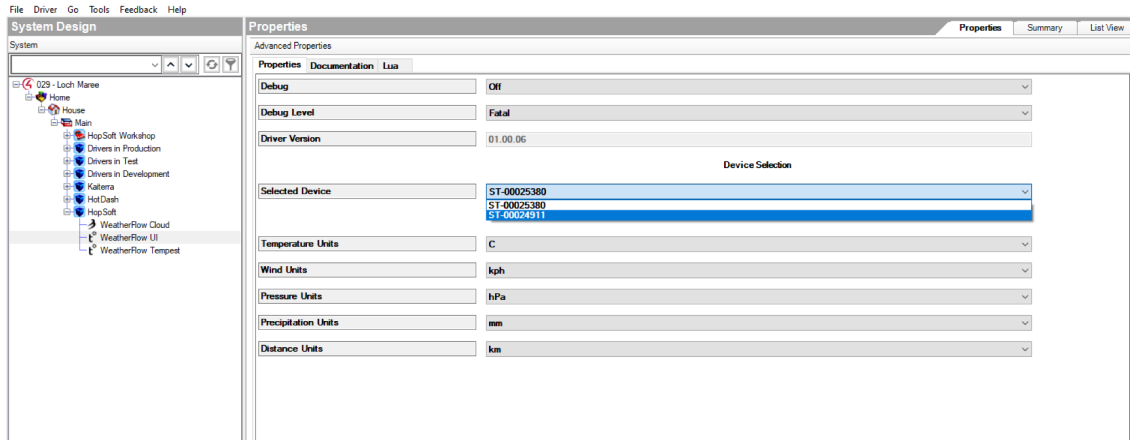 File Driver Go Tools Feedback Help
System Design
System
029 - Loch Maree
Home
House
Main
HopSoft Workshop
Drivers in Production
Drivers in Test
Drivers in Development
Kaiterra
HotDash
HopSoft
WeatherFlow Cloud
WeatherFlow UI
WeatherFlow Tempest
Properties
Properties Summary List View
Advanced Properties
Properties Documentation Lua
Debug Off
Debug Level Fatal
Driver Version 01.00.06
Device Selection
Selected Device ST-00025380
ST-00025380
ST-00024911
Temperature Units C
Wind Units kph
Pressure Units hPa
Precipitation Units mm
Distance Units km